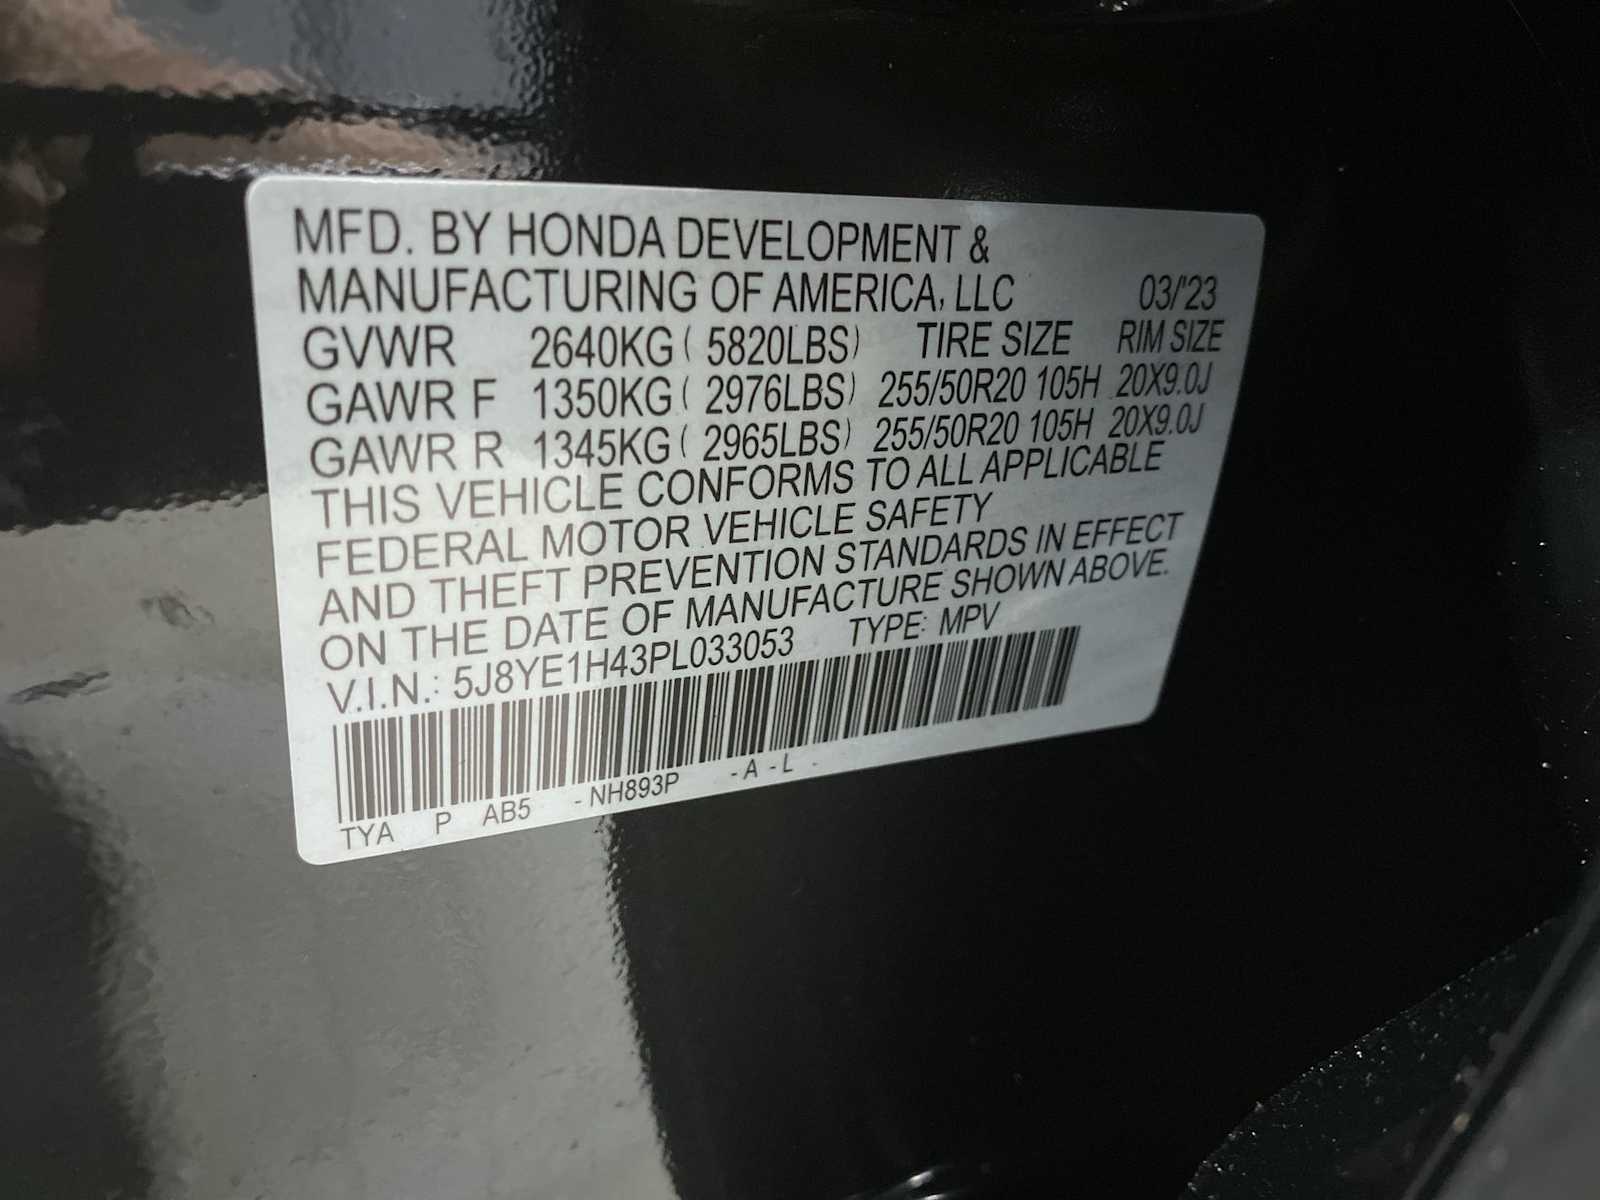 MFD. BY HONDA DEVELOPMENT &
MANUFACTURING OF AMERICA, LLC 03/'23
GVWR 2640KG ( 5820LBS) TIRE SIZE RIM SIZE
GAWR F 1350KG ( 2976LBS) 255/50R20 105H 20X9.0J
GAWR R 1345KG ( 2965LBS) 255/50R20 105H 20X9.0J
THIS VEHICLE CONFORMS TO ALL APPLICABLE
FEDERAL MOTOR VEHICLE SAFETY
AND THEFT PREVENTION STANDARDS IN EFFECT
ON THE DATE OF MANUFACTURE SHOWN ABOVE.
V.I.N.: 5J8YE1H43PL033053 TYPE: MPV
TYA P AB5 - NH893P - A - L -